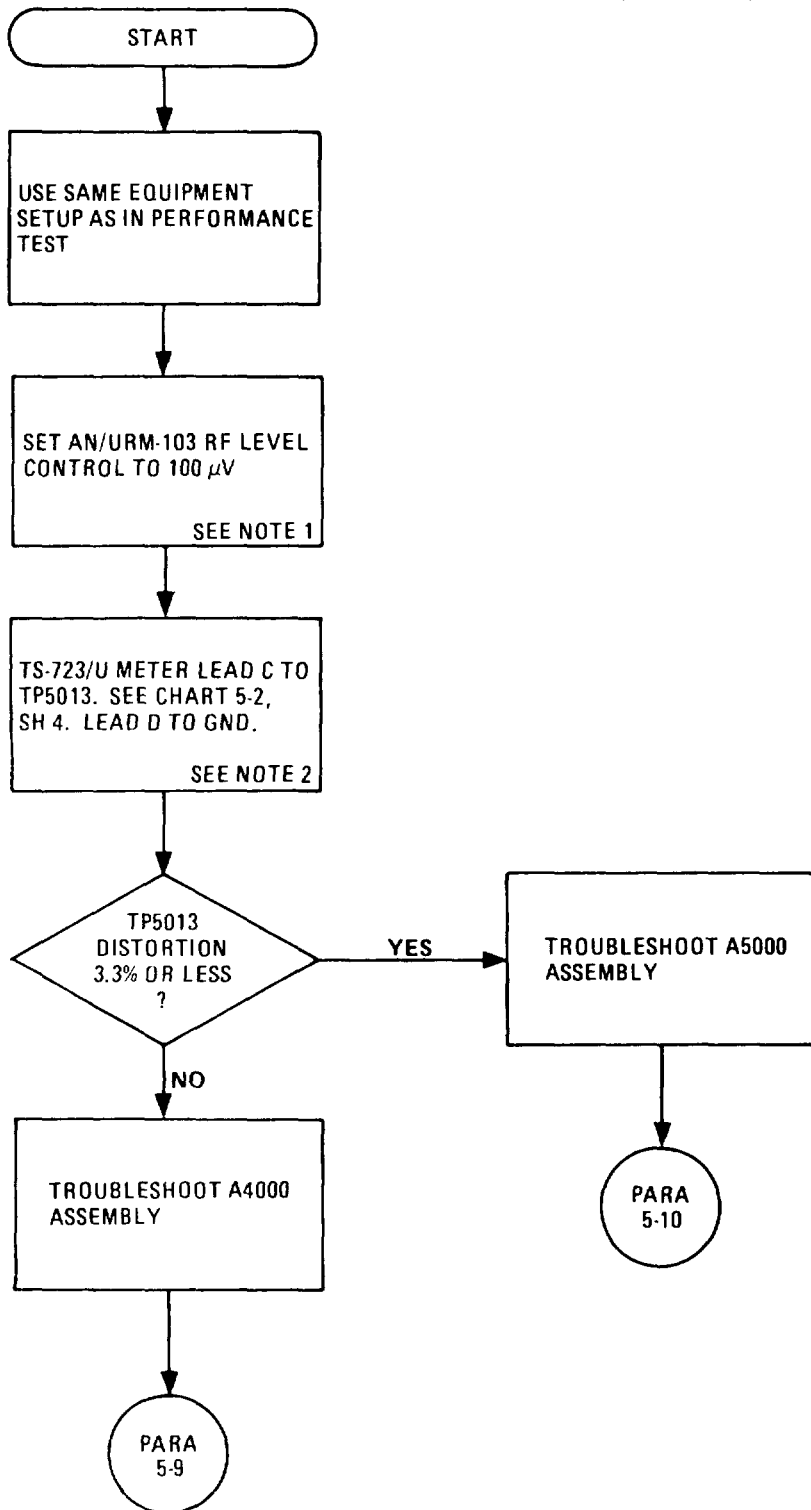 START
USE SAME EQUIPMENT
SETUP AS IN PERFORMANCE
TEST
SET AN/URM-103 RF LEVEL
CONTROL TO 100 μV
SEE NOTE 1
TS-723/U METER LEAD C TO
TP5013. SEE CHART 5-2,
SH 4. LEAD D TO GND.
SEE NOTE 2
TP5013
DISTORTION
3.3% OR LESS
?
YES
TROUBLESHOOT A5000
ASSEMBLY
PARA
5-10
NO
TROUBLESHOOT A4000
ASSEMBLY
PARA
5-9